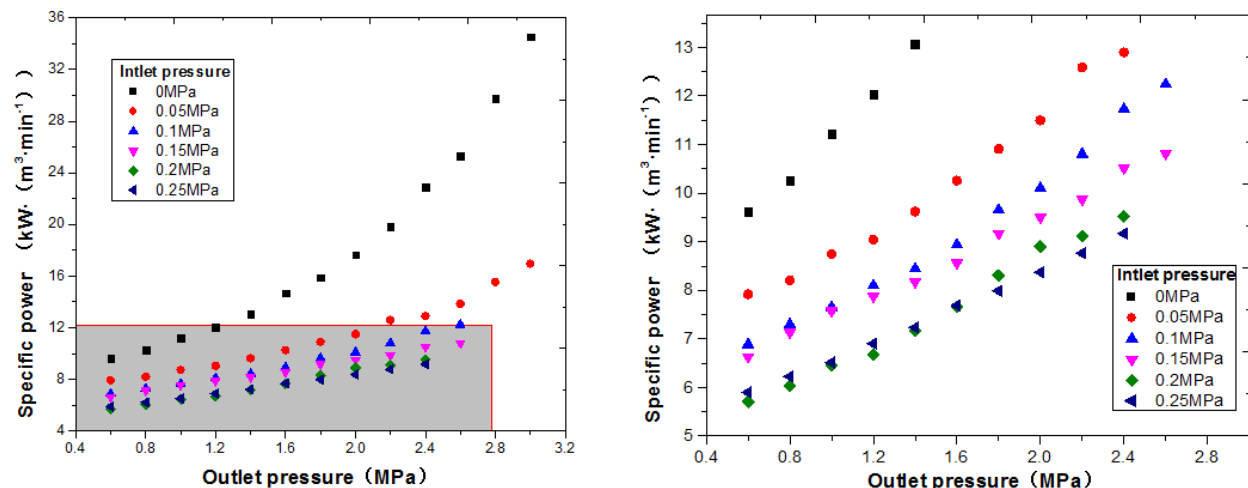 36
32
28
24
20
16
12
8
4
Specific power （kW·（m³·min⁻¹））
Intlet pressure
0MPa
0.05MPa
0.1MPa
0.15MPa
0.2MPa
0.25MPa
0.4 0.8 1.2 1.6 2.0 2.4 2.8 3.2
Outlet pressure（MPa）
13
12
11
10
9
8
7
6
5
Specific power （kW·（m³·min⁻¹））
Intlet pressure
0MPa
0.05MPa
0.1MPa
0.15MPa
0.2MPa
0.25MPa
0.4 0.8 1.2 1.6 2.0 2.4 2.8
Outlet pressure（MPa）